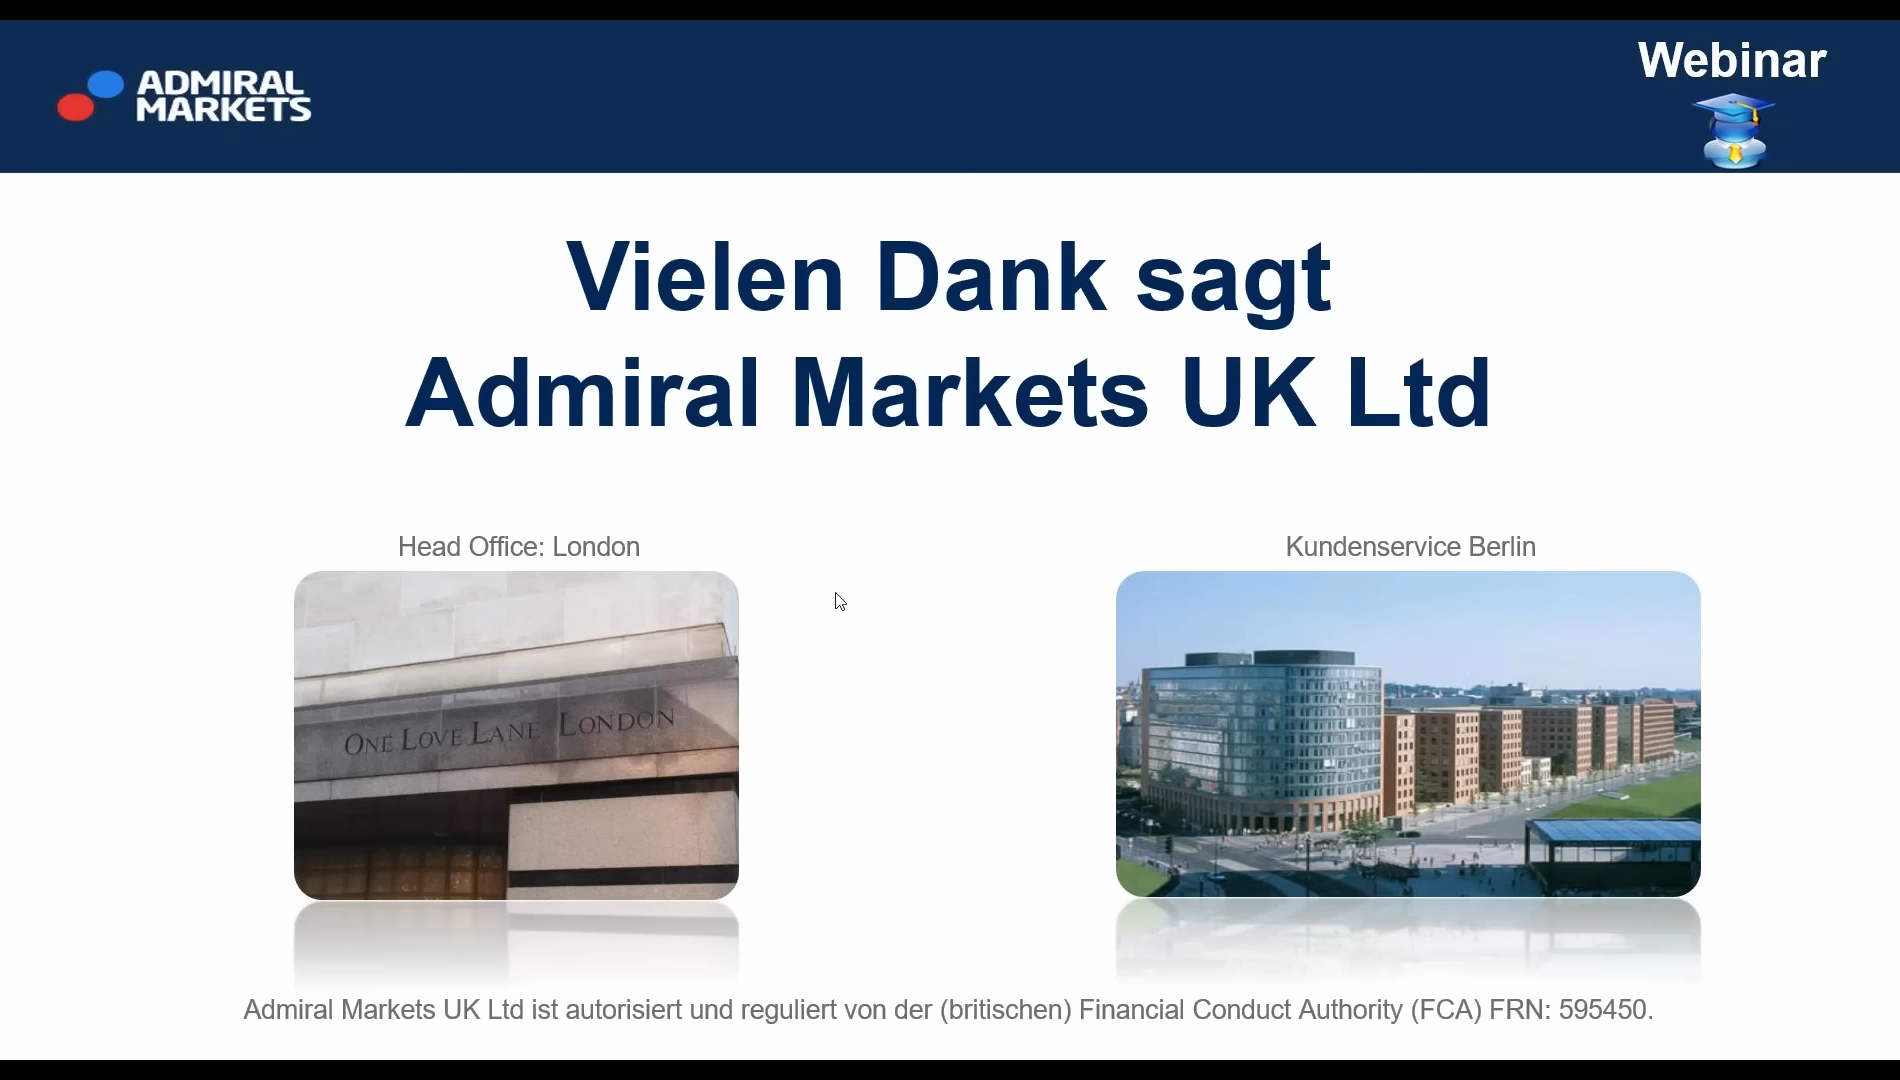 ADMIRAL
MARKETS
Webinar
Vielen Dank sagt
Admiral Markets UK Ltd
Head Office: London
Kundenservice Berlin
ONE LOVE LANE LONDON
Admiral Markets UK Ltd ist autorisiert und reguliert von der (britischen) Financial Conduct Authority (FCA) FRN: 595450.